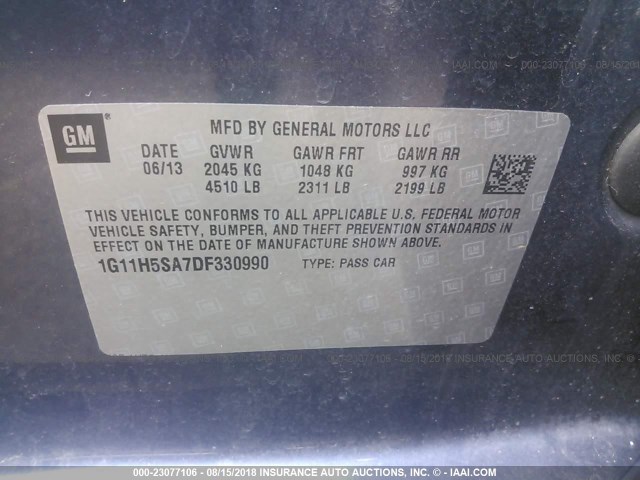 GM
MFD BY GENERAL MOTORS LLC
DATE GVWR GAWR FRT GAWR RR
06/13 2045 KG 1048 KG 997 KG
4510 LB 2311 LB 2199 LB
THIS VEHICLE CONFORMS TO ALL APPLICABLE U.S. FEDERAL MOTOR
VEHICLE SAFETY, BUMPER, AND THEFT PREVENTION STANDARDS IN
EFFECT ON THE DATE OF MANUFACTURE SHOWN ABOVE.
1G11H5SA7DF330990 TYPE: PASS CAR
000-23077106 - 08/15/2018 INSURANCE AUTO AUCTIONS, INC. - © - IAAI.COM